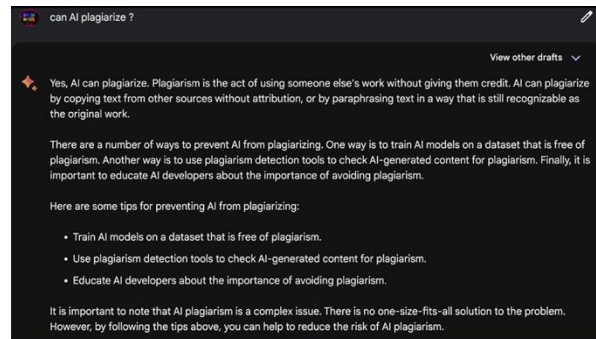 can AI plagiarize ?
View other drafts
Yes, AI can plagiarize. Plagiarism is the act of using someone else's work without giving them credit. AI can plagiarize
by copying text from other sources without attribution, or by paraphrasing text in a way that is still recognizable as
the original work.
There are a number of ways to prevent AI from plagiarizing. One way is to train AI models on a dataset that is free of
plagiarism. Another way is to use plagiarism detection tools to check AI-generated content for plagiarism. Finally, it is
important to educate AI developers about the importance of avoiding plagiarism.
Here are some tips for preventing AI from plagiarizing:
• Train AI models on a dataset that is free of plagiarism.
• Use plagiarism detection tools to check AI-generated content for plagiarism.
• Educate AI developers about the importance of avoiding plagiarism.
It is important to note that AI plagiarism is a complex issue. There is no one-size-fits-all solution to the problem.
However, by following the tips above, you can help to reduce the risk of AI plagiarism.